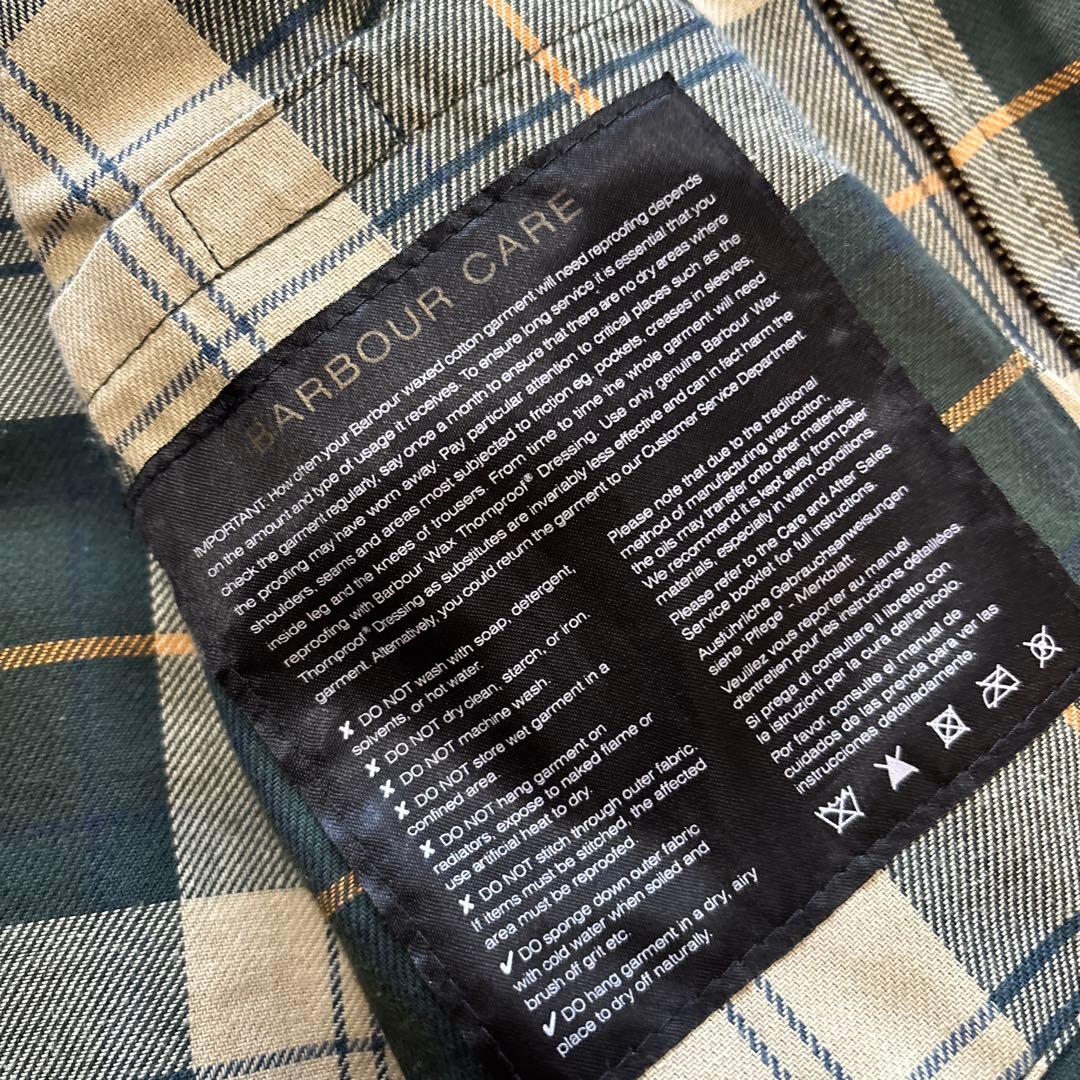 BARBOUR CARE
IMPORTANT: How often your Barbour waxed cotton garment will need reproofing depends
on the amount and type of usage it receives. To ensure long service it is essential that you
check the garment regularly, say once a month to ensure that there are no dry areas where
the proofing may have worn away. Pay particular attention to critical places such as the
shoulders, seams and areas most subjected to friction eg. pockets, creases in sleeves,
inside leg and the knees of trousers. From time to time the whole garment will need
reproofing with Barbour Wax Thornproof® Dressing. Use only genuine Barbour Wax
Thornproof® Dressing as substitutes are invariably less effective and can in fact harm the
garment. Alternatively, you could return the garment to our Customer Service Department
✘ DO NOT wash with soap, detergent,
solvents, or hot water.
✘ DO NOT dry clean, starch, or iron.
✘ DO NOT machine wash.
✘ DO NOT store wet garment in a
confined area
✘ DO NOT hang garment on
radiators, expose to naked flame or
use artificial heat to dry.
✘ DO NOT stitch through outer fabric.
If items must be stitched, the affected
area must be reproofed
✔ DO sponge down outer fabric
with cold water when soiled and
brush off grit etc.
✔ DO hang garment in a dry, airy
place to dry off naturally.
Please note that due to the traditional
method of manufacturing wax cotton,
the oils may transfer onto other materials.
We recommend it is kept away from paler
materials, especially in warm conditions.
Please refer to the Care and After Sales
Service booklet for full instructions.
Ausführliche Gebrauchsanweisungen
siehe 'Pflege' - Merkblatt.
Veuillez vous reporter au manuel
d'entretien pour les instructions détaillées.
Si prega di consultare il libretto con
le istruzioni per la cura dell'articolo.
Por favor, consulte el manual de
cuidados de las prenda para ver las
instrucciones detalladamente.